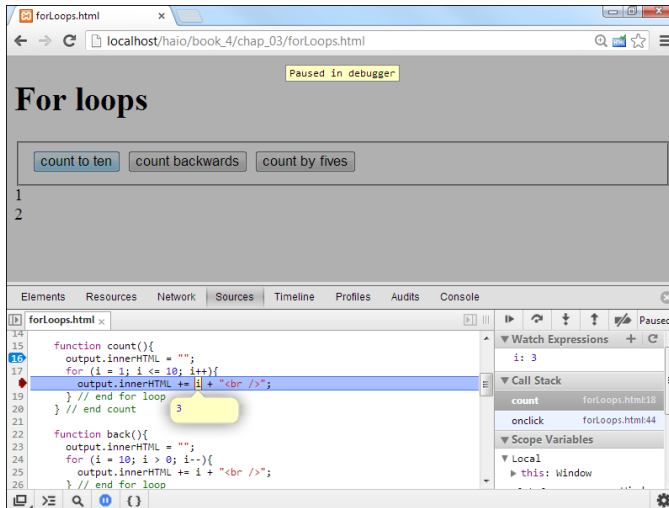 forLoops.html ×
localhost/haio/book_4/chap_03/forLoops.html
Paused in debugger
For loops
count to ten count backwards count by fives
1
2
Elements Resources Network Sources Timeline Profiles Audits Console
forLoops.html × Paused
14
15 function count(){
16 output.innerHTML = "";
17 for (i = 1; i <= 10; i++){
output.innerHTML += i + "<br />";
19 } // end for loop
20 } // end count
3
21
22 function back(){
23 output.innerHTML = "";
24 for (i = 10; i > 0; i--){
25 output.innerHTML += i + "<br />";
26 } // end for loop
Watch Expressions + C
i: 3
Call Stack
count forLoops.html:18
onclick forLoops.html:44
Scope Variables
Local
this: Window